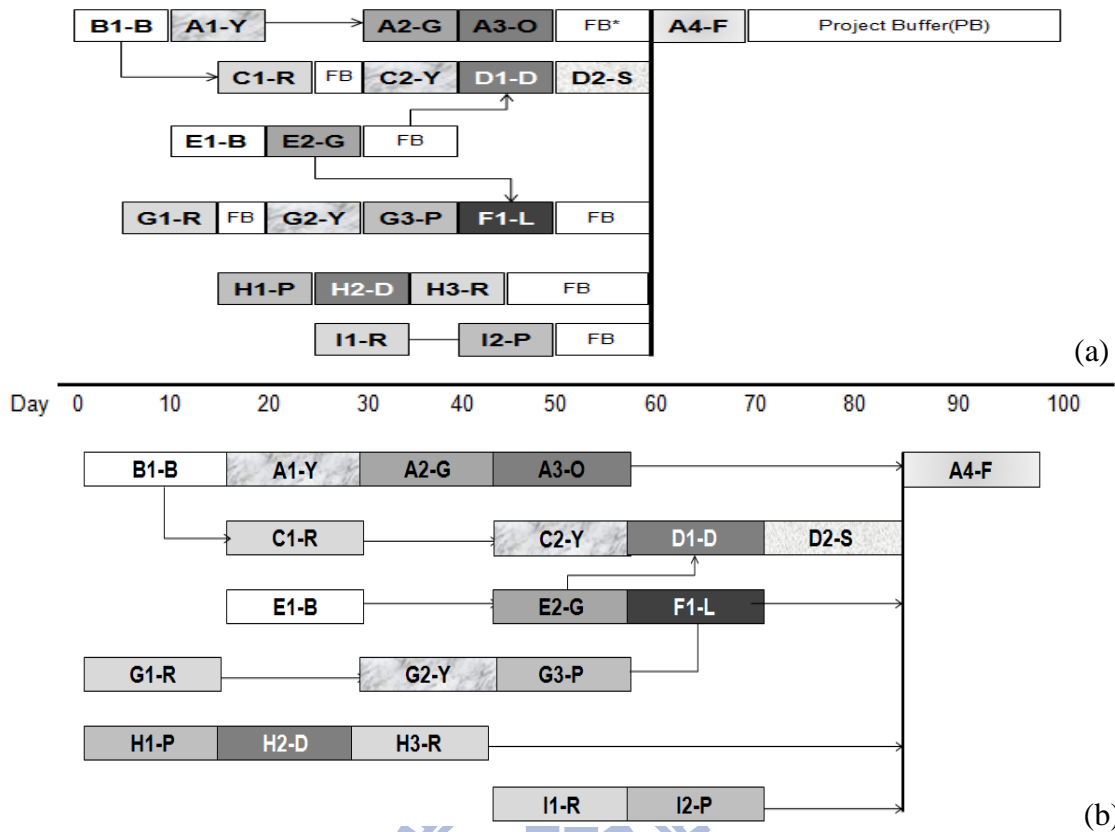 B1-B A1-Y A2-G A3-O FB* A4-F Project Buffer(PB)
C1-R FB C2-Y D1-D D2-S
E1-B E2-G FB
G1-R FB G2-Y G3-P F1-L FB
H1-P H2-D H3-R FB
I1-R I2-P FB
(a)
Day 0 10 20 30 40 50 60 70 80 90 100
B1-B A1-Y A2-G A3-O A4-F
C1-R C2-Y D1-D D2-S
E1-B E2-G F1-L
G1-R G2-Y G3-P
H1-P H2-D H3-R
I1-R I2-P
(b)